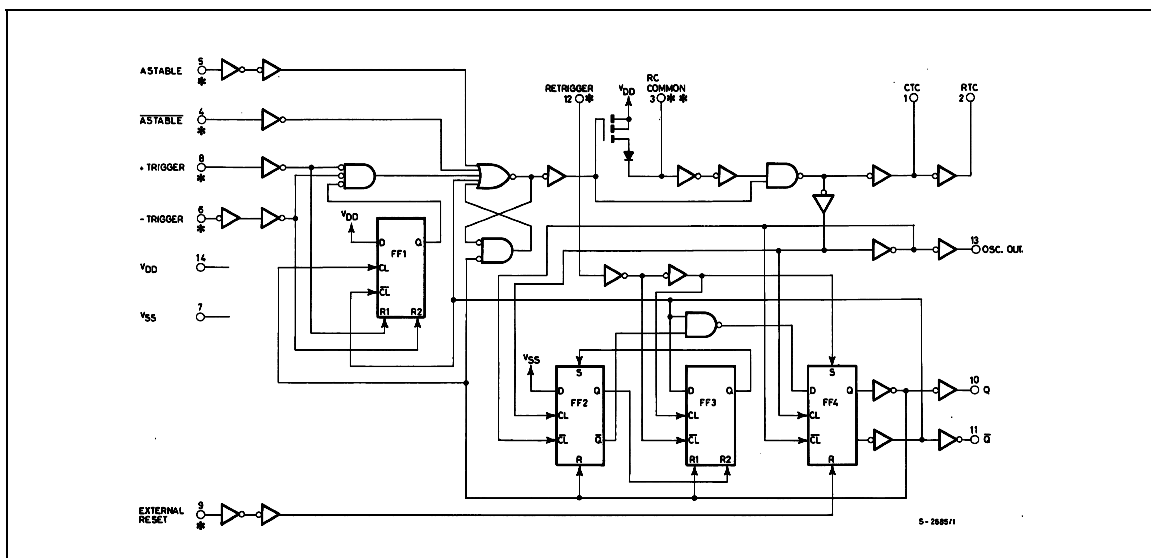 ASTABLE 5 *
ASTABLE 4 *
+ TRIGGER 8 *
- TRIGGER 6 *
VDD 14
VSS 7
EXTERNAL RESET 9 *
RETRIGGER
12 *
VDD
RC
COMMON
3 * *
CTC
1
RTC
2
VDD
D Q
FF1
CL
CL
R1 R2
13 OSC. OUT.
VSS
S
D Q
FF2
CL
CL Q
R
D Q
FF3
CL
CL
R1 R2
S
D Q
FF4
CL
CL
R
10 Q
11 Q
S-2685/1